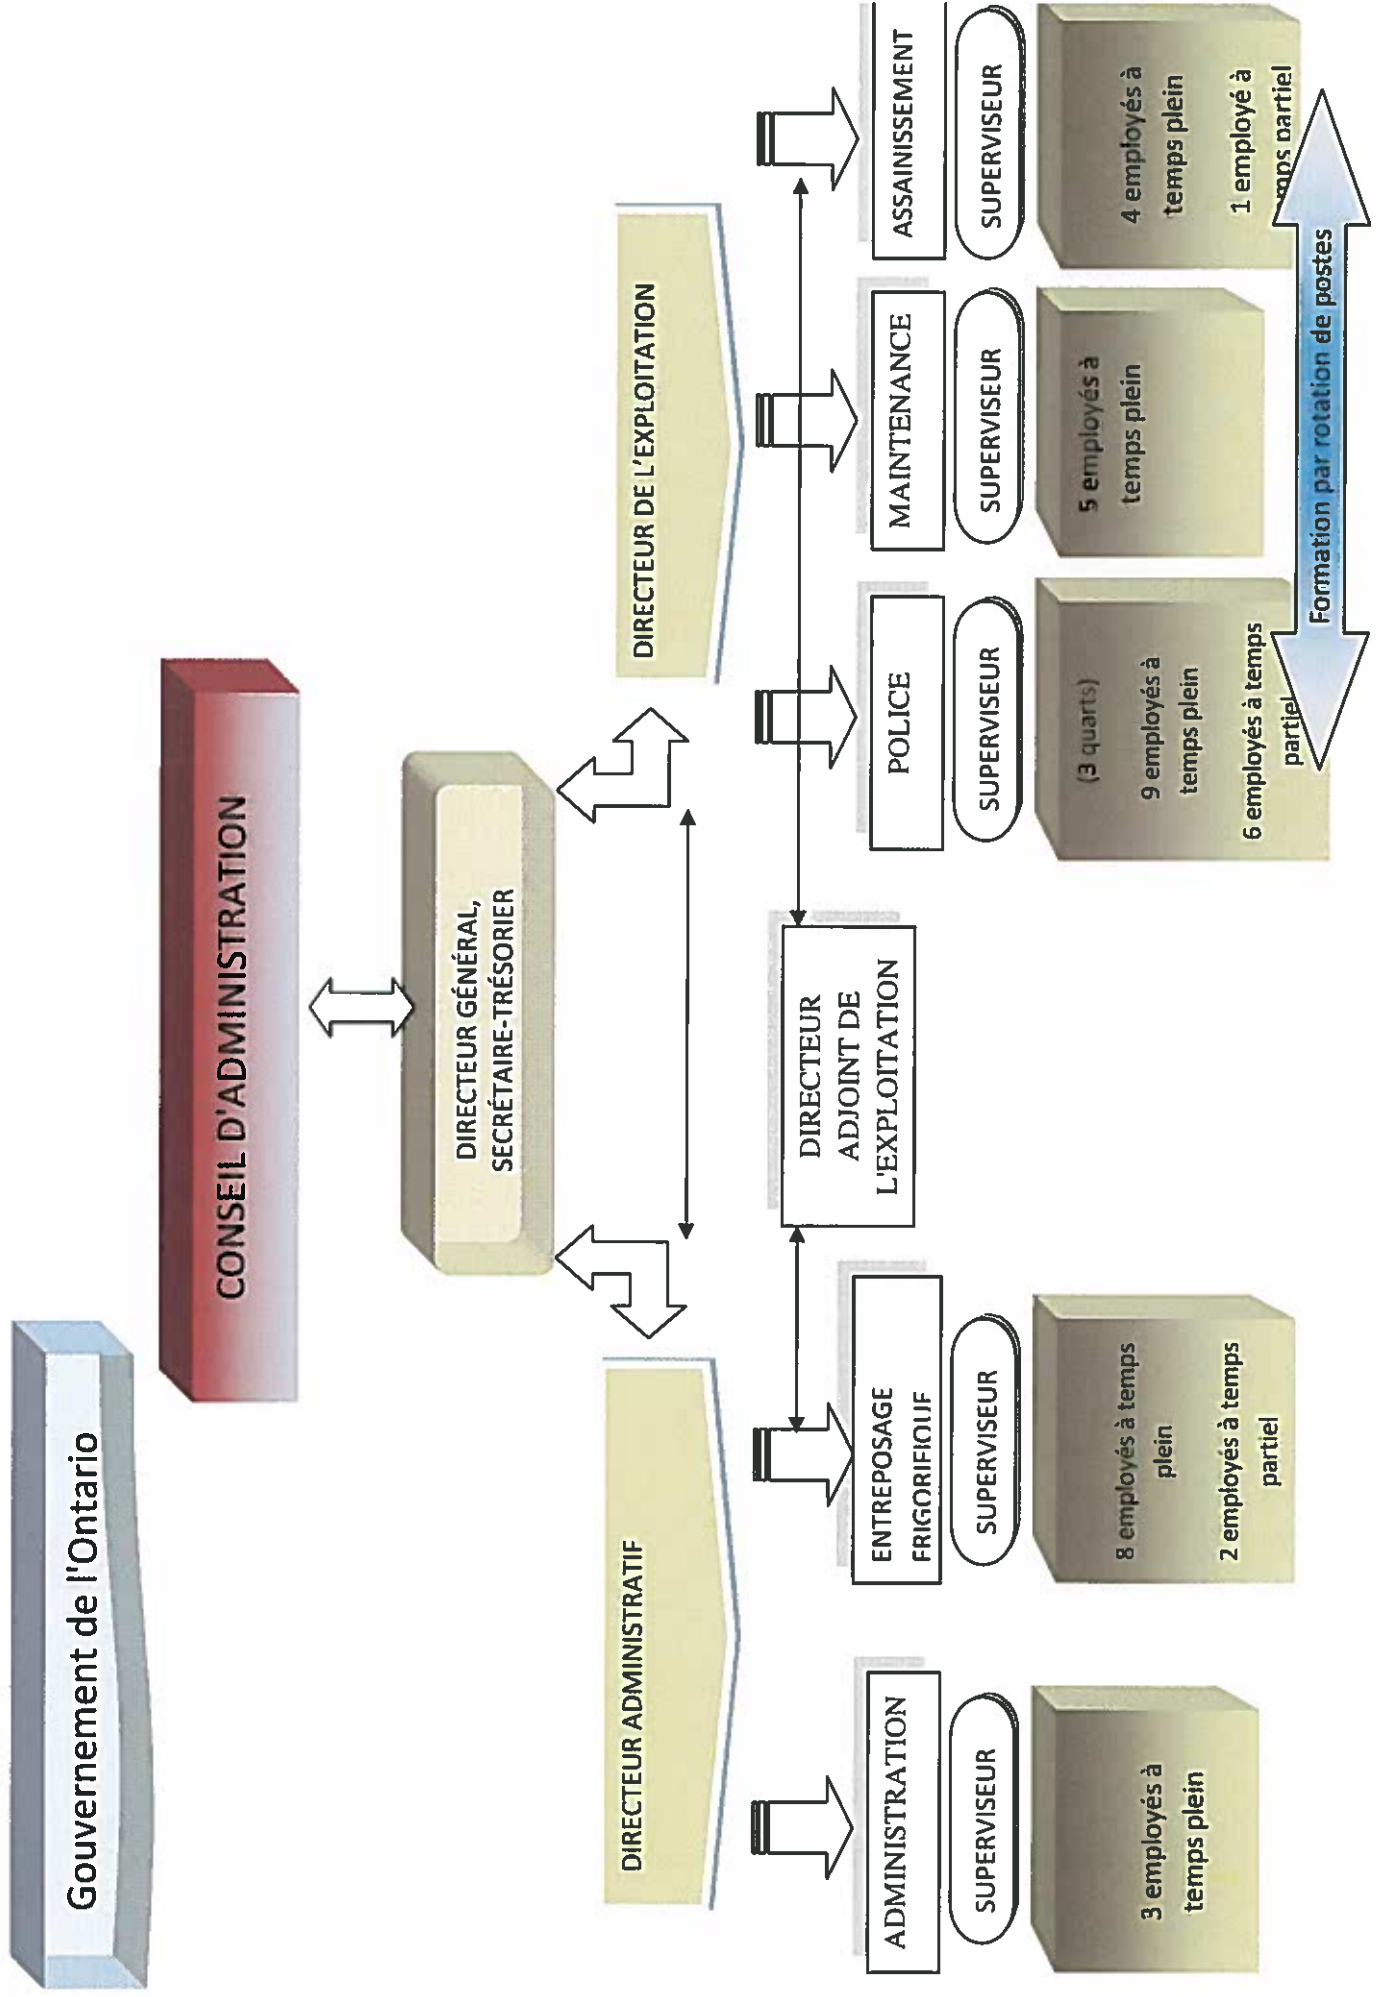 Gouvernement de l'Ontario
CONSEIL D'ADMINISTRATION
DIRECTEUR GÉNÉRAL,
SECRÉTAIRE-TRÉSORIER
DIRECTEUR ADMINISTRATIF
DIRECTEUR DE L'EXPLOITATION
DIRECTEUR
ADJOINT DE
L'EXPLOITATION
ADMINISTRATION
SUPERVISEUR
3 employés à
temps plein
ENTREPOSAGE
FRIGORIFIQUE
SUPERVISEUR
8 employés à temps
plein
2 employés à temps
partiel
POLICE
SUPERVISEUR
(3 quarts)
9 employés à
temps plein
6 employés à temps
partiel
MAINTENANCE
SUPERVISEUR
5 employés à
temps plein
ASSAINISSEMENT
SUPERVISEUR
4 employés à
temps plein
1 employé à
temps partiel
Formation par rotation de postes